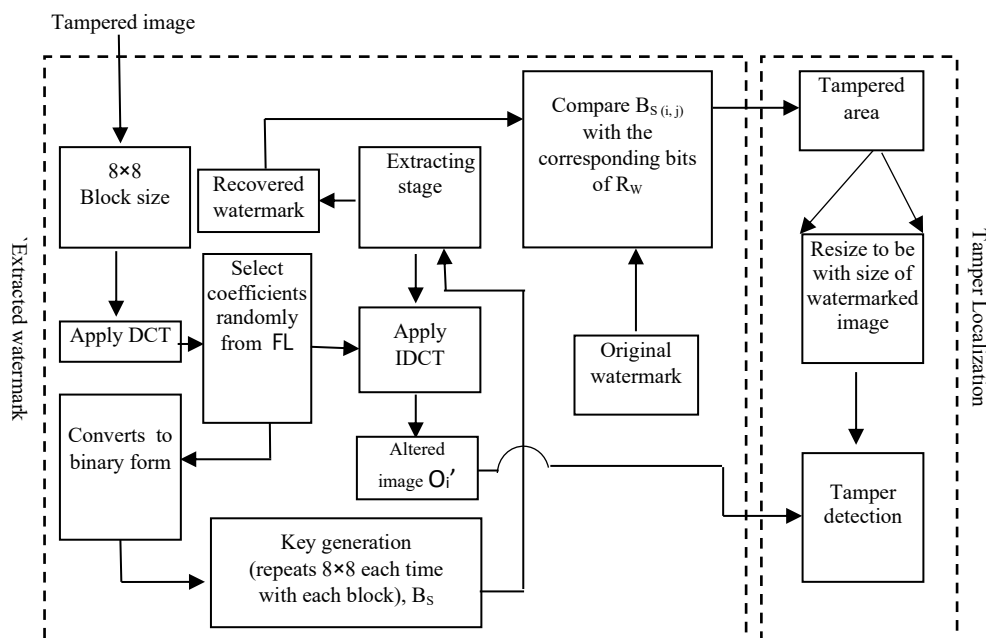 Tampered image
8×8
Block size
Recovered
watermark
Extracting
stage
Compare B_S (i, j)
with the
corresponding bits
of R_W
Tampered
area
`Extracted watermark
Apply DCT
Select
coefficients
randomly
from FL
Apply
IDCT
Original
watermark
Resize to be
with size of
watermarked
image
Tamper Localization
Converts to
binary form
Altered
image O_i’
Key generation
(repeats 8×8 each time
with each block), B_S
Tamper
detection